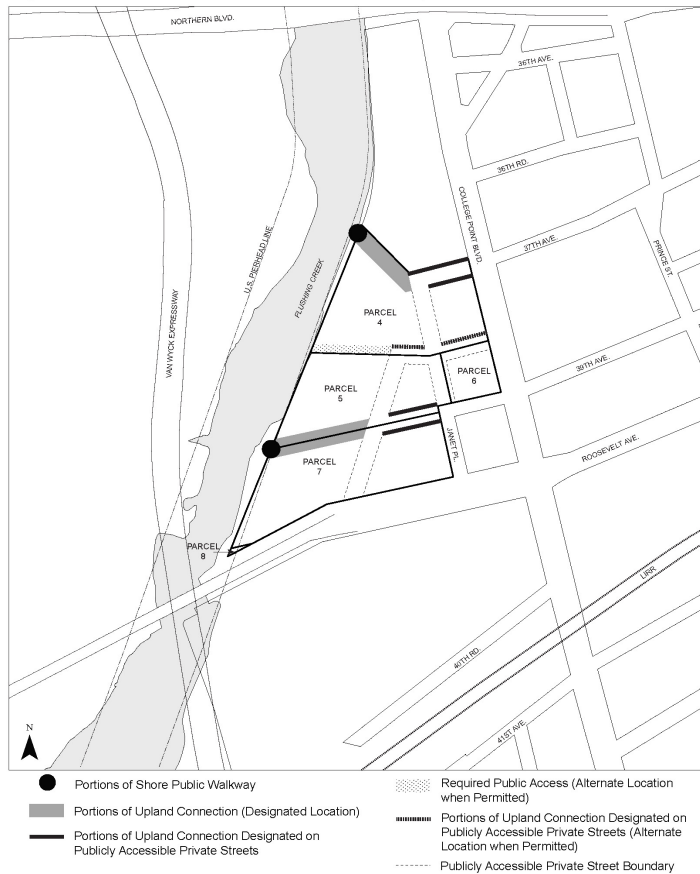 NORTHERN BLVD.
36TH AVE.
36TH RD.
COLLEGE POINT BLVD.
37TH AVE.
PRINCE ST.
U.S. PIERHEAD LINE
FLUSHING CREEK
VAN WYCK EXPRESSWAY
PARCEL
4
39TH AVE.
PARCEL
6
PARCEL
5
JANET PL.
ROOSEVELT AVE.
PARCEL
7
PARCEL
8
LIRR
40TH RD.
41ST AVE.
N
Portions of Shore Public Walkway
Portions of Upland Connection (Designated Location)
Portions of Upland Connection Designated on
Publicly Accessible Private Streets
Required Public Access (Alternate Location
when Permitted)
Portions of Upland Connection Designated on
Publicly Accessible Private Streets (Alternate
Location when Permitted)
Publicly Accessible Private Street Boundary